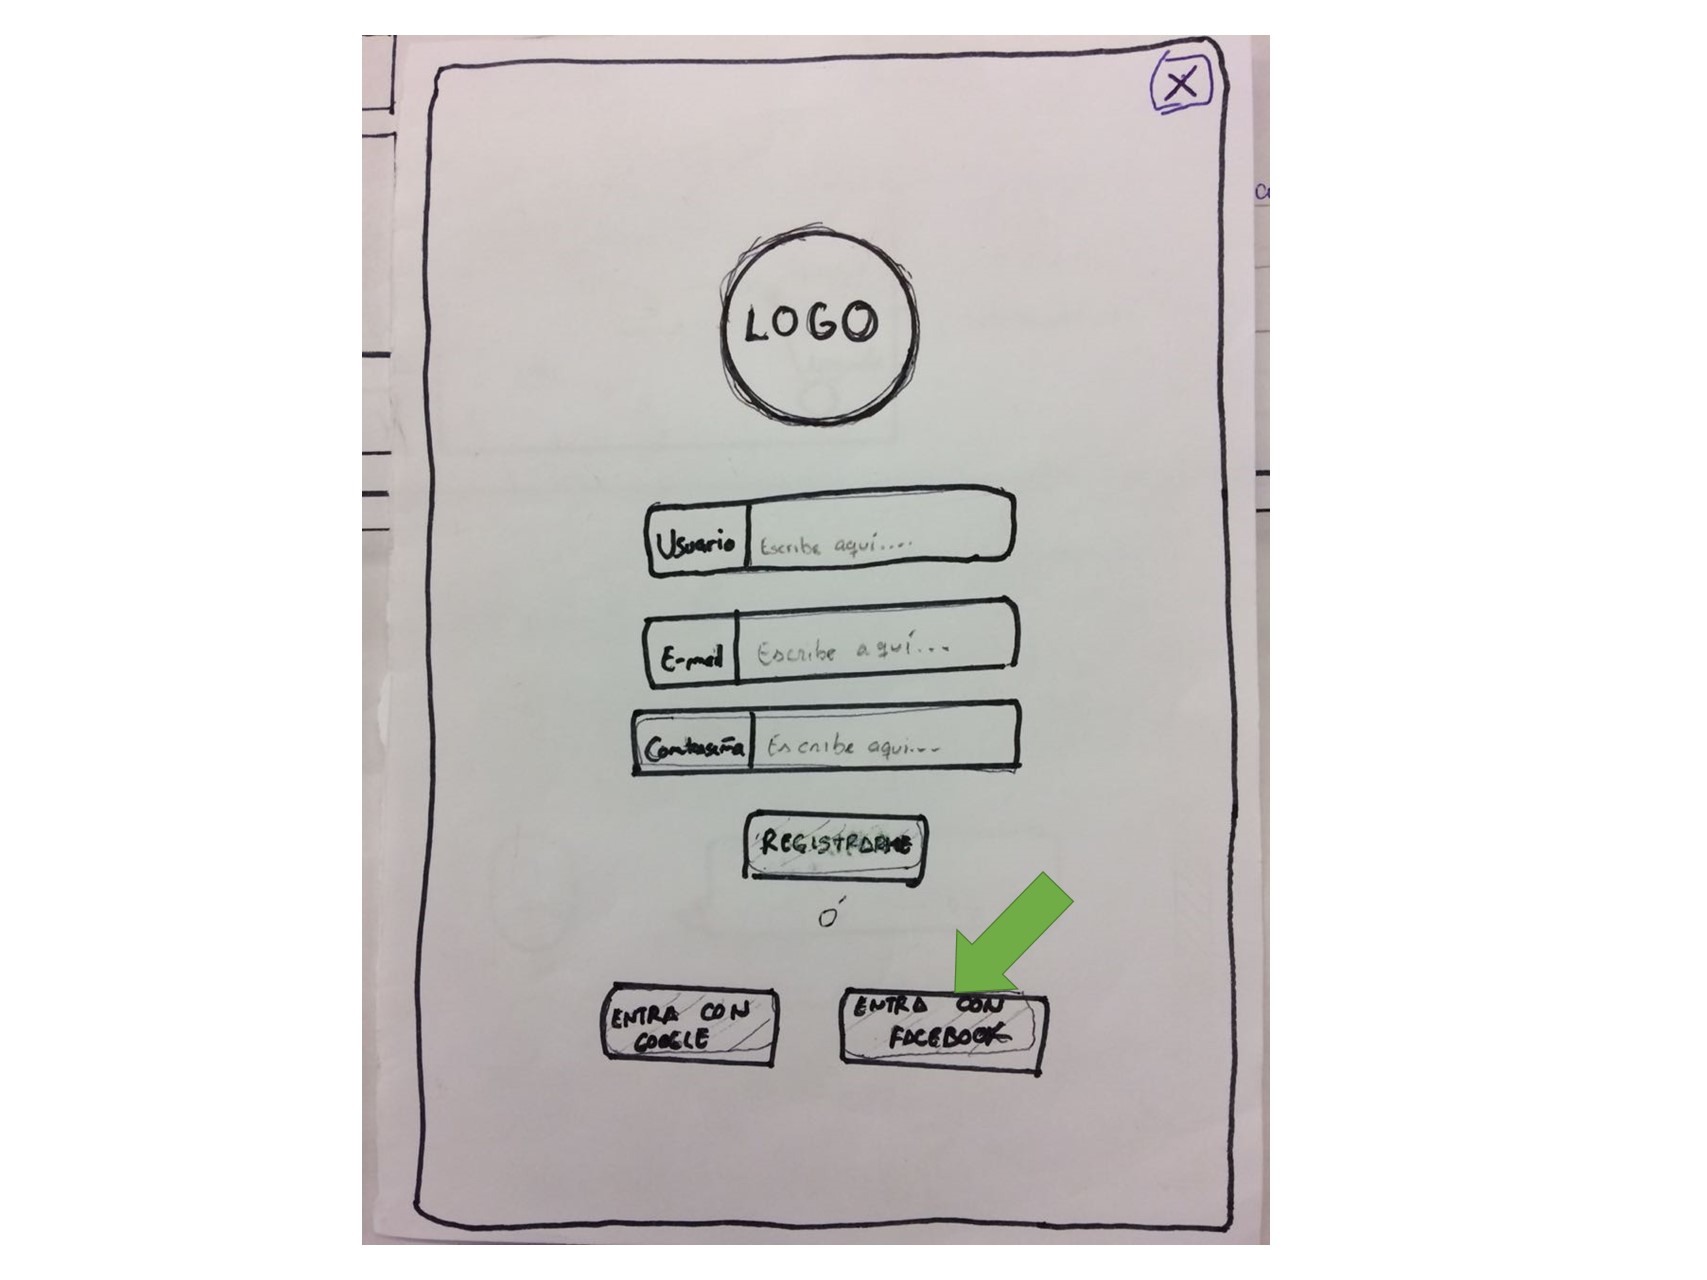 X
LOGO
Usuario Escribe aquí....
E-mail Escribe aquí...
Contraseña Escribe aquí...
REGISTRARME
Ó
ENTRA CON
GOOGLE
ENTRA CON
FACEBOOK